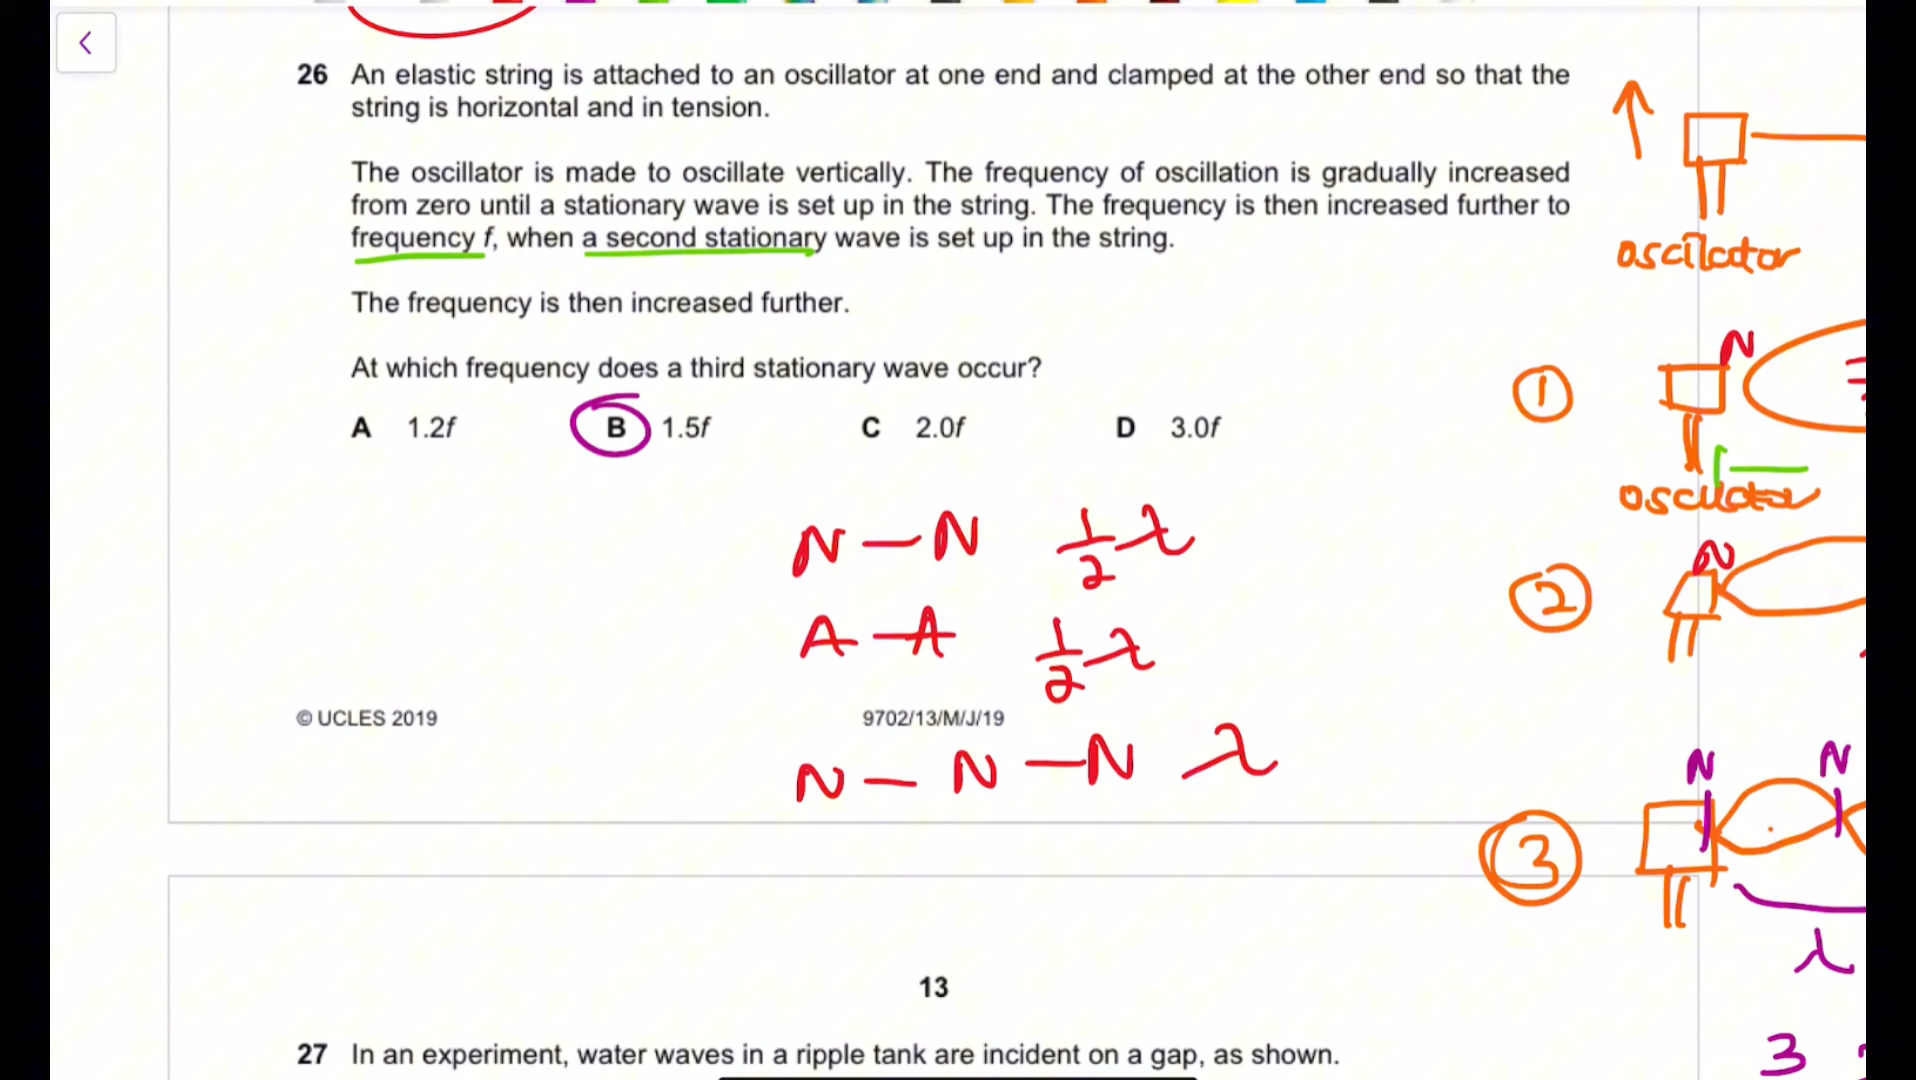 26 An elastic string is attached to an oscillator at one end and clamped at the other end so that the
string is horizontal and in tension.
The oscillator is made to oscillate vertically. The frequency of oscillation is gradually increased
from zero until a stationary wave is set up in the string. The frequency is then increased further to
frequency f, when a second stationary wave is set up in the string.
The frequency is then increased further.
At which frequency does a third stationary wave occur?
A 1.2f B 1.5f C 2.0f D 3.0f
N — N 1/2 λ
A — A 1/2 λ
N — N — N λ
© UCLES 2019 9702/13/M/J/19
13
27 In an experiment, water waves in a ripple tank are incident on a gap, as shown.
oscilator
1 N
oscilator
2 N
N N
3
λ
3